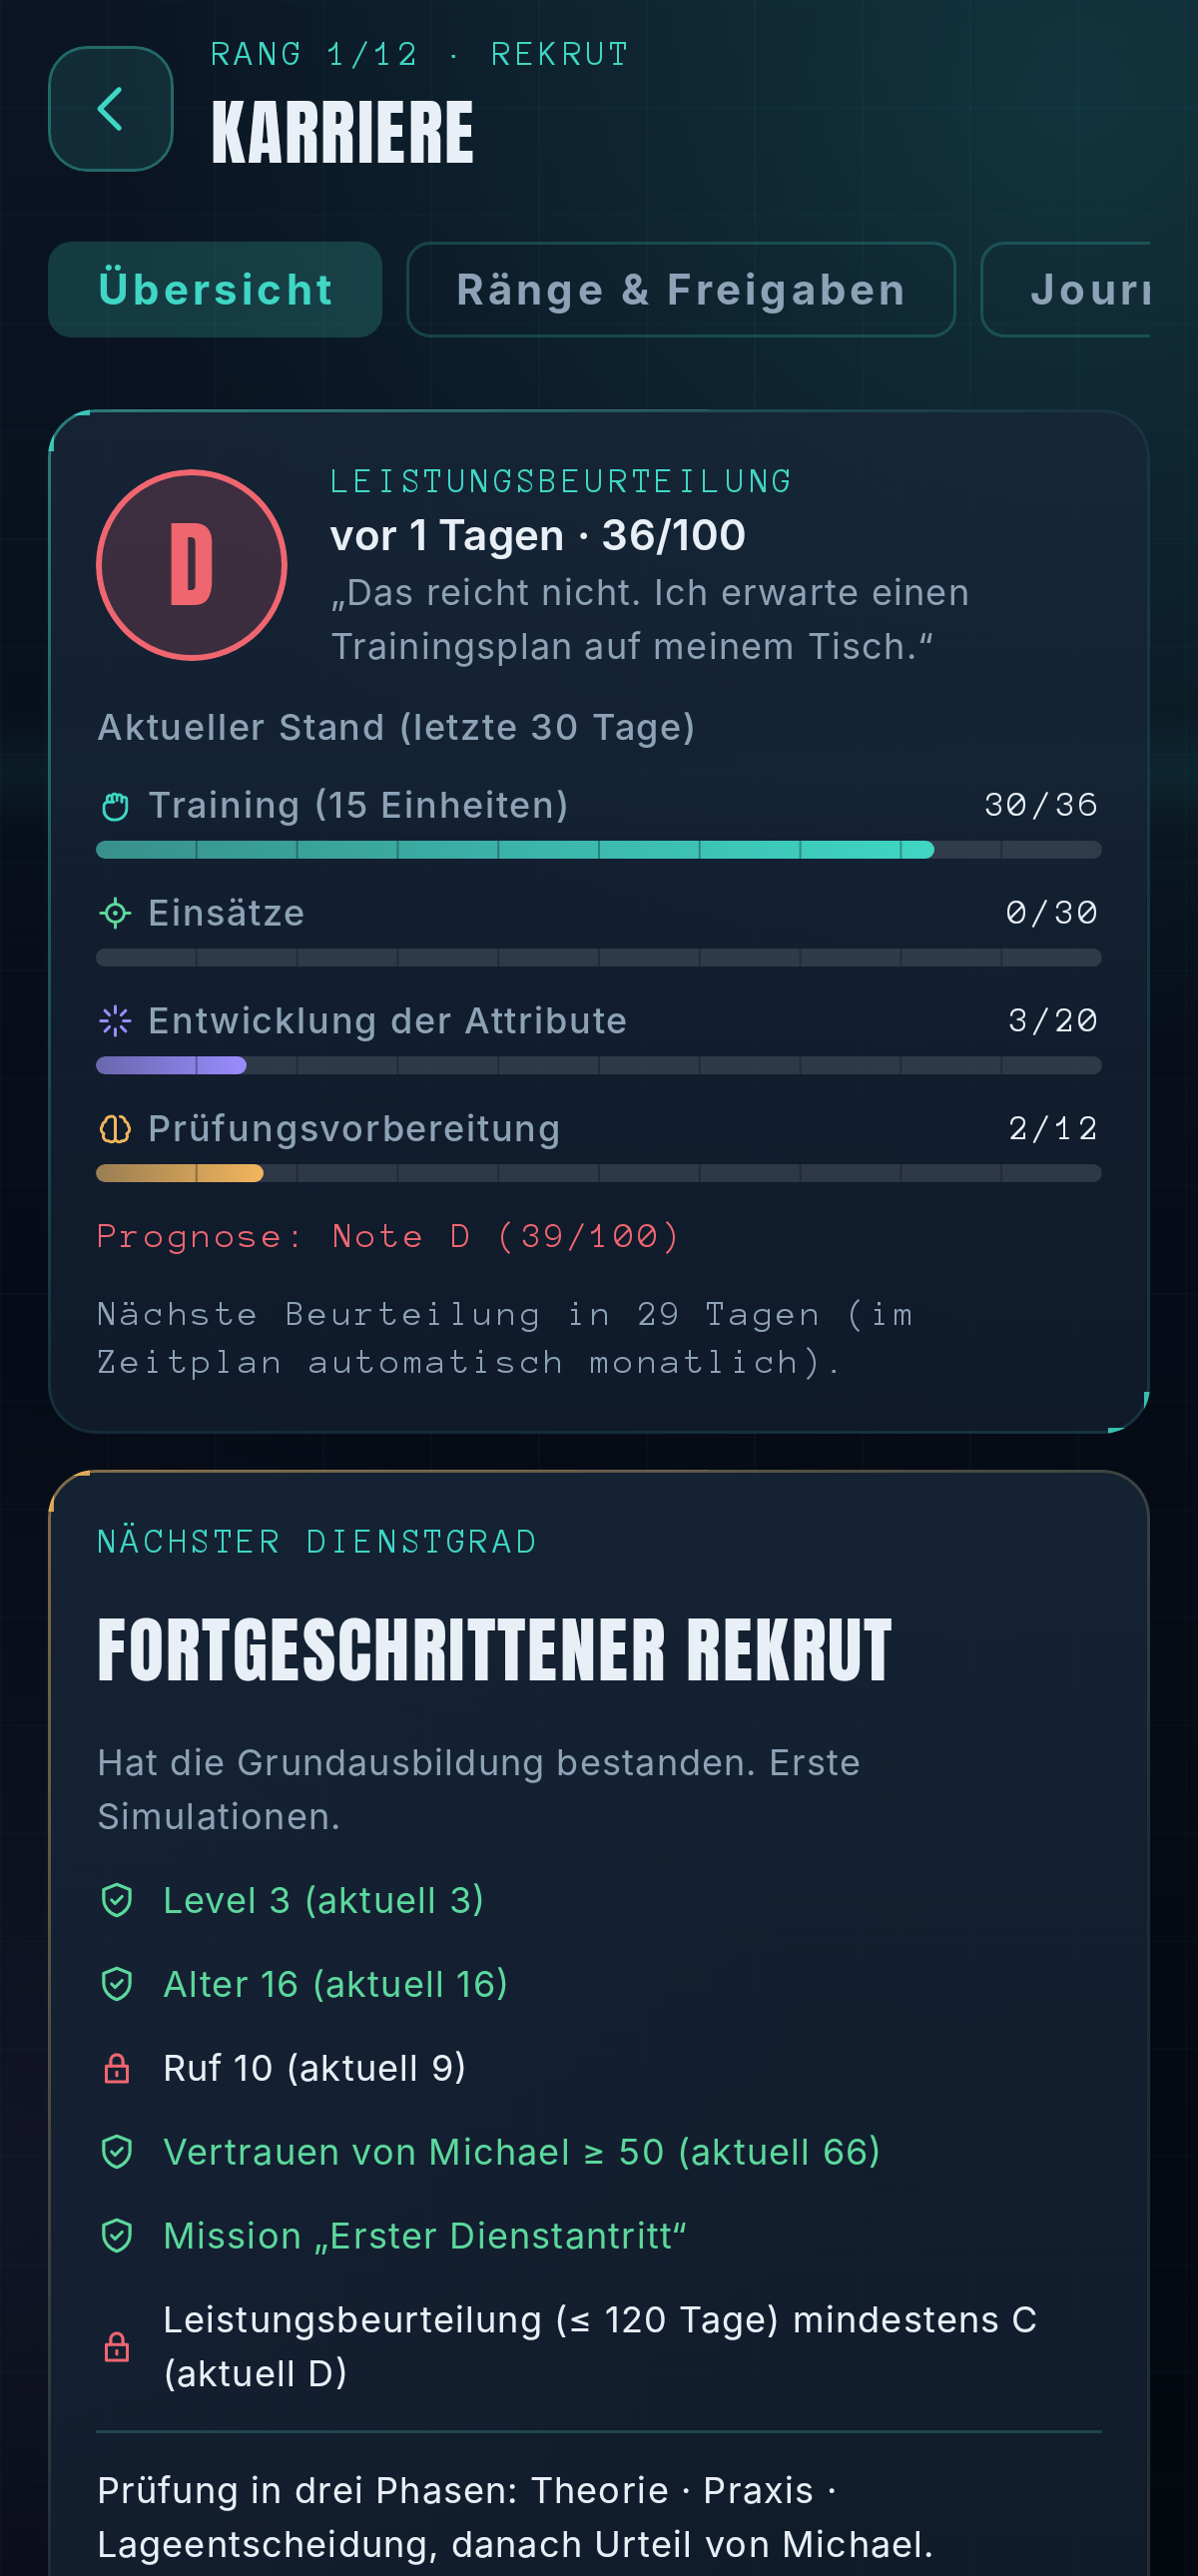 RANG 1/12 · REKRUT
KARRIERE
Übersicht
Ränge & Freigaben
LEISTUNGSBEURTEILUNG
D
vor 1 Tagen · 36/100
„Das reicht nicht. Ich erwarte einen
Trainingsplan auf meinem Tisch.“
Aktueller Stand (letzte 30 Tage)
Training (15 Einheiten) 30/36
Einsätze 0/30
Entwicklung der Attribute 3/20
Prüfungsvorbereitung 2/12
Prognose: Note D (39/100)
Nächste Beurteilung in 29 Tagen (im
Zeitplan automatisch monatlich).
NÄCHSTER DIENSTGRAD
FORTGESCHRITTENER REKRUT
Hat die Grundausbildung bestanden. Erste
Simulationen.
Level 3 (aktuell 3)
Alter 16 (aktuell 16)
Ruf 10 (aktuell 9)
Vertrauen von Michael ≥ 50 (aktuell 66)
Mission „Erster Dienstantritt“
Leistungsbeurteilung (≤ 120 Tage) mindestens C
(aktuell D)
Prüfung in drei Phasen: Theorie · Praxis ·
Lageentscheidung, danach Urteil von Michael.